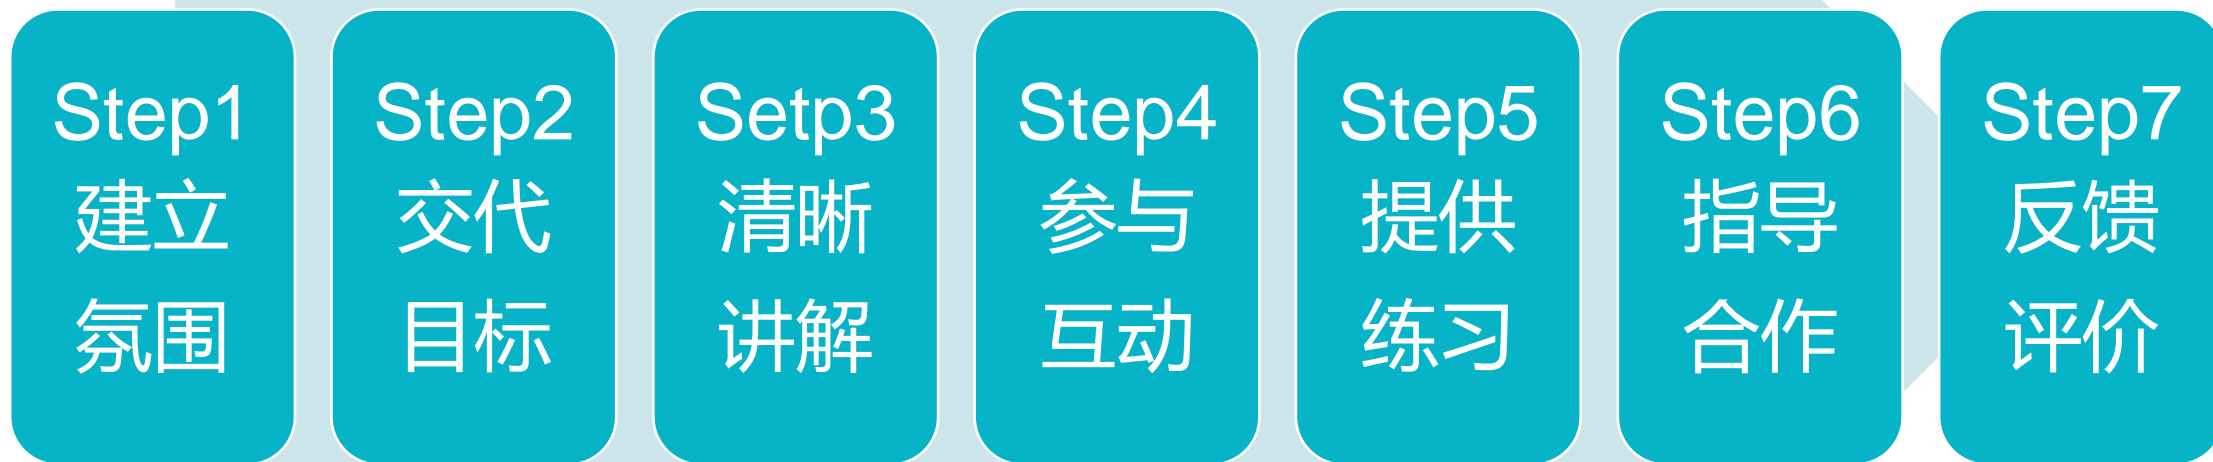 Step1
建立
氛围
Step2
交代
目标
Setp3
清晰
讲解
Step4
参与
互动
Step5
提供
练习
Step6
指导
合作
Step7
反馈
评价